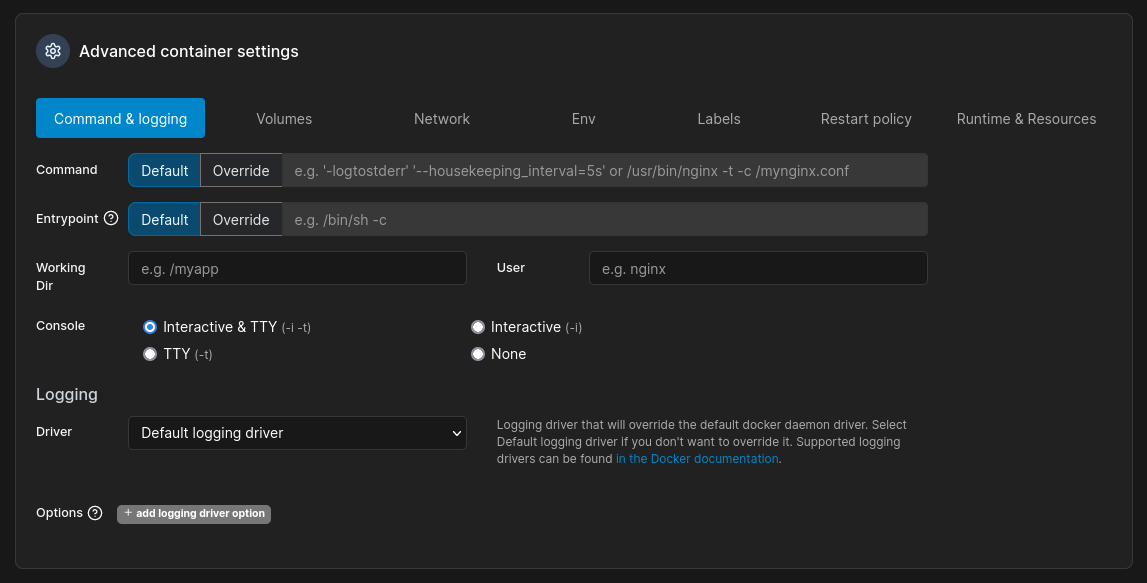 Advanced container settings
Command & logging Volumes Network Env Labels Restart policy Runtime & Resources
Command Default Override e.g. '-logtostderr' '--housekeeping_interval=5s' or /usr/bin/nginx -t -c /mynginx.conf
Entrypoint Default Override e.g. /bin/sh -c
Working Dir e.g. /myapp User e.g. nginx
Console Interactive & TTY (-i -t) Interactive (-i)
TTY (-t) None
Logging
Driver Default logging driver
Logging driver that will override the default docker daemon driver. Select
Default logging driver if you don't want to override it. Supported logging
drivers can be found in the Docker documentation.
Options + add logging driver option